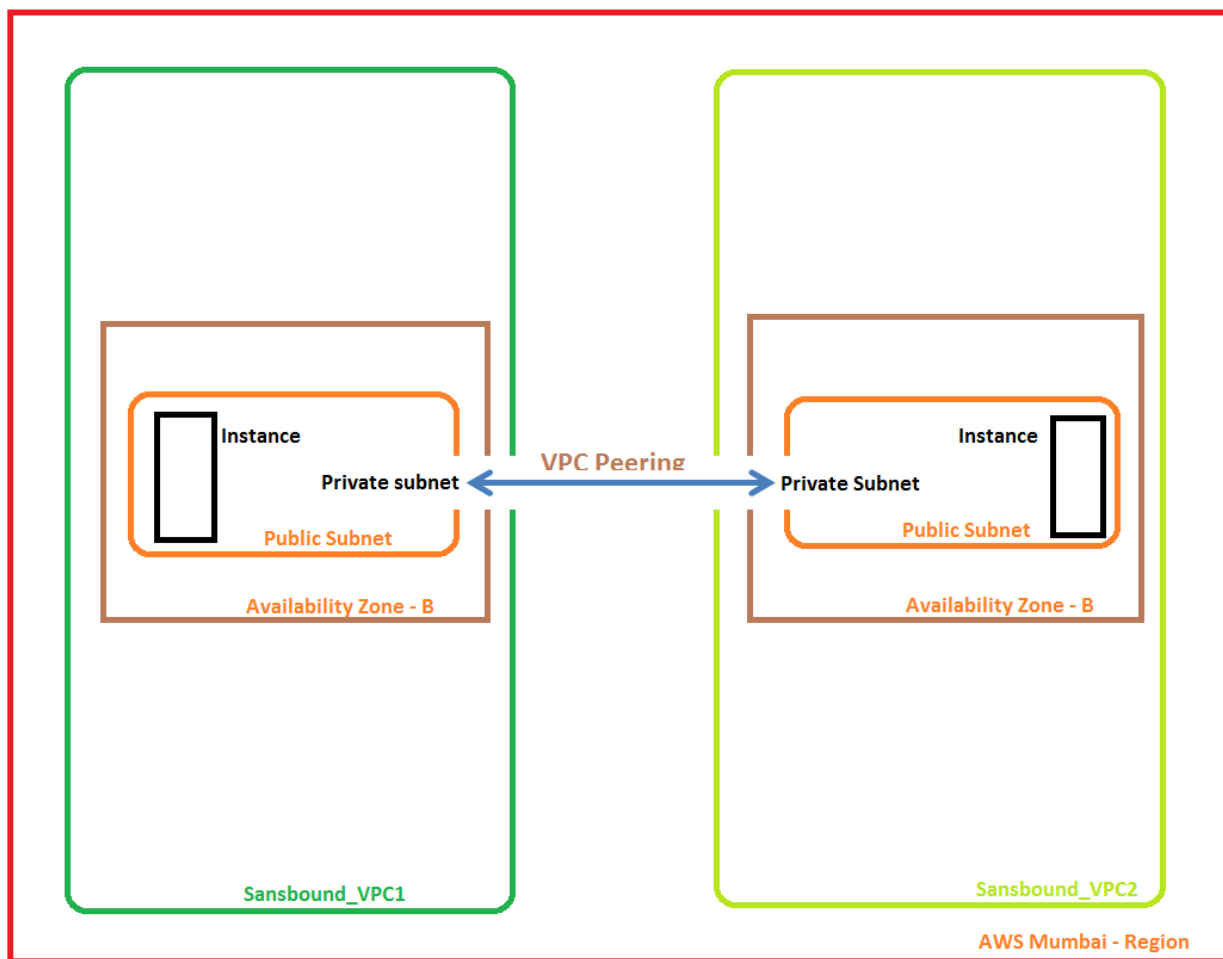 Instance
Private subnet
Public Subnet
Availability Zone - B
Sansbound_VPC1
VPC Peering
Instance
Private Subnet
Public Subnet
Availability Zone - B
Sansbound_VPC2
AWS Mumbai - Region